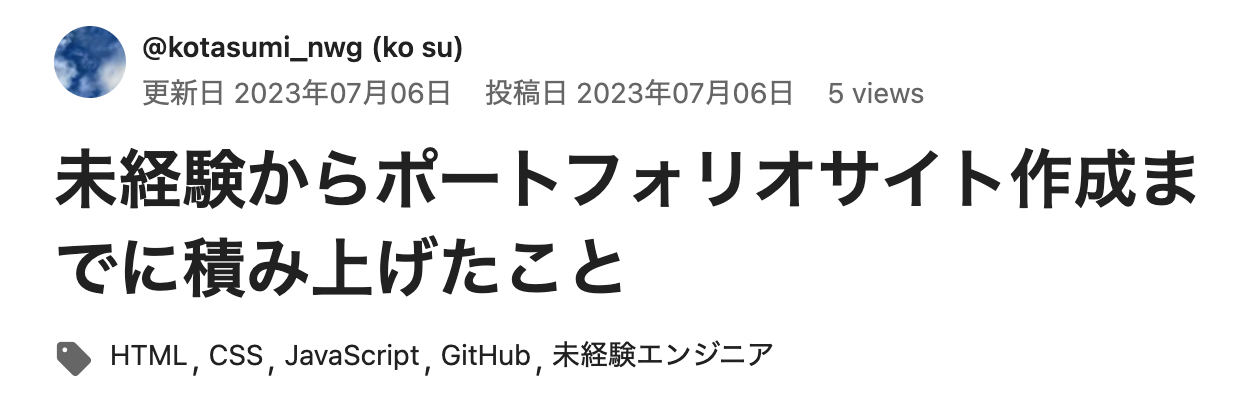 @kotasumi_nwg (ko su)
更新日 2023年07月06日 投稿日 2023年07月06日 5 views
未経験からポートフォリオサイト作成ま
でに積み上げたこと
HTML, CSS, JavaScript, GitHub, 未経験エンジニア